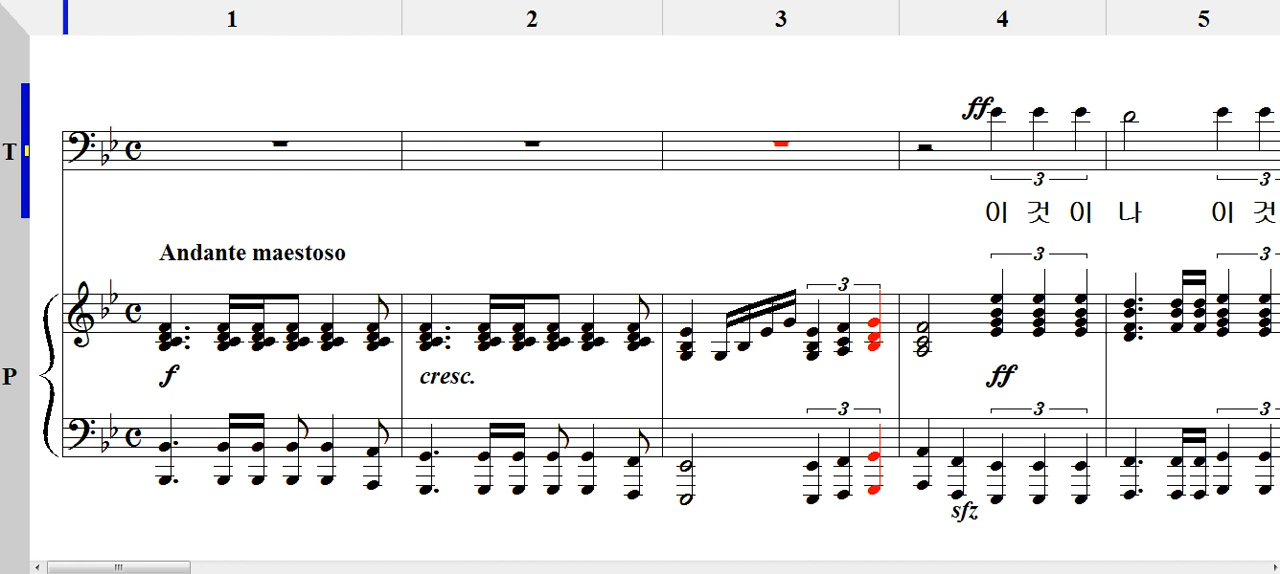 1 2 3 4 5
ff
T
3 3
이 것 이 나 이 것
Andante maestoso
3 3 3
P
f cresc. ff
3 3 3
sfz